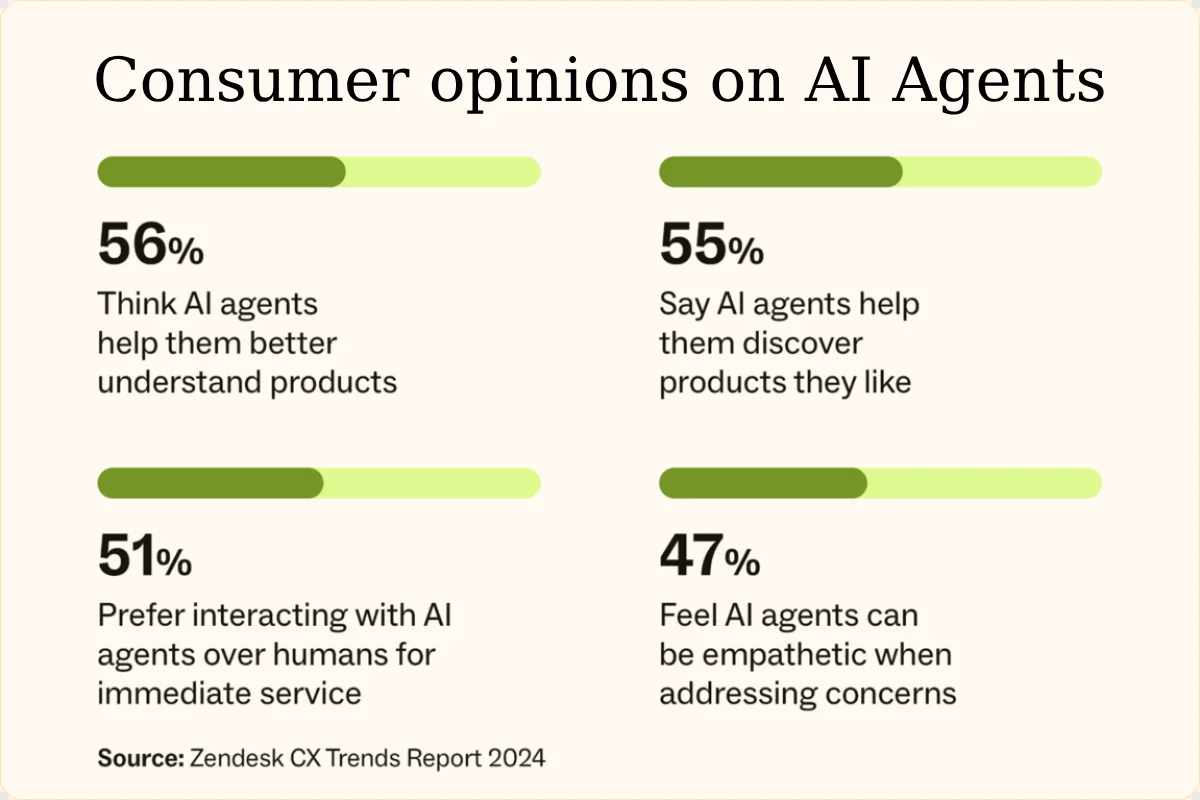 Consumer opinions on AI Agents
56%
Think AI agents
help them better
understand products
55%
Say AI agents help
them discover
products they like
51%
Prefer interacting with AI
agents over humans for
immediate service
47%
Feel AI agents can
be empathetic when
addressing concerns
Source: Zendesk CX Trends Report 2024